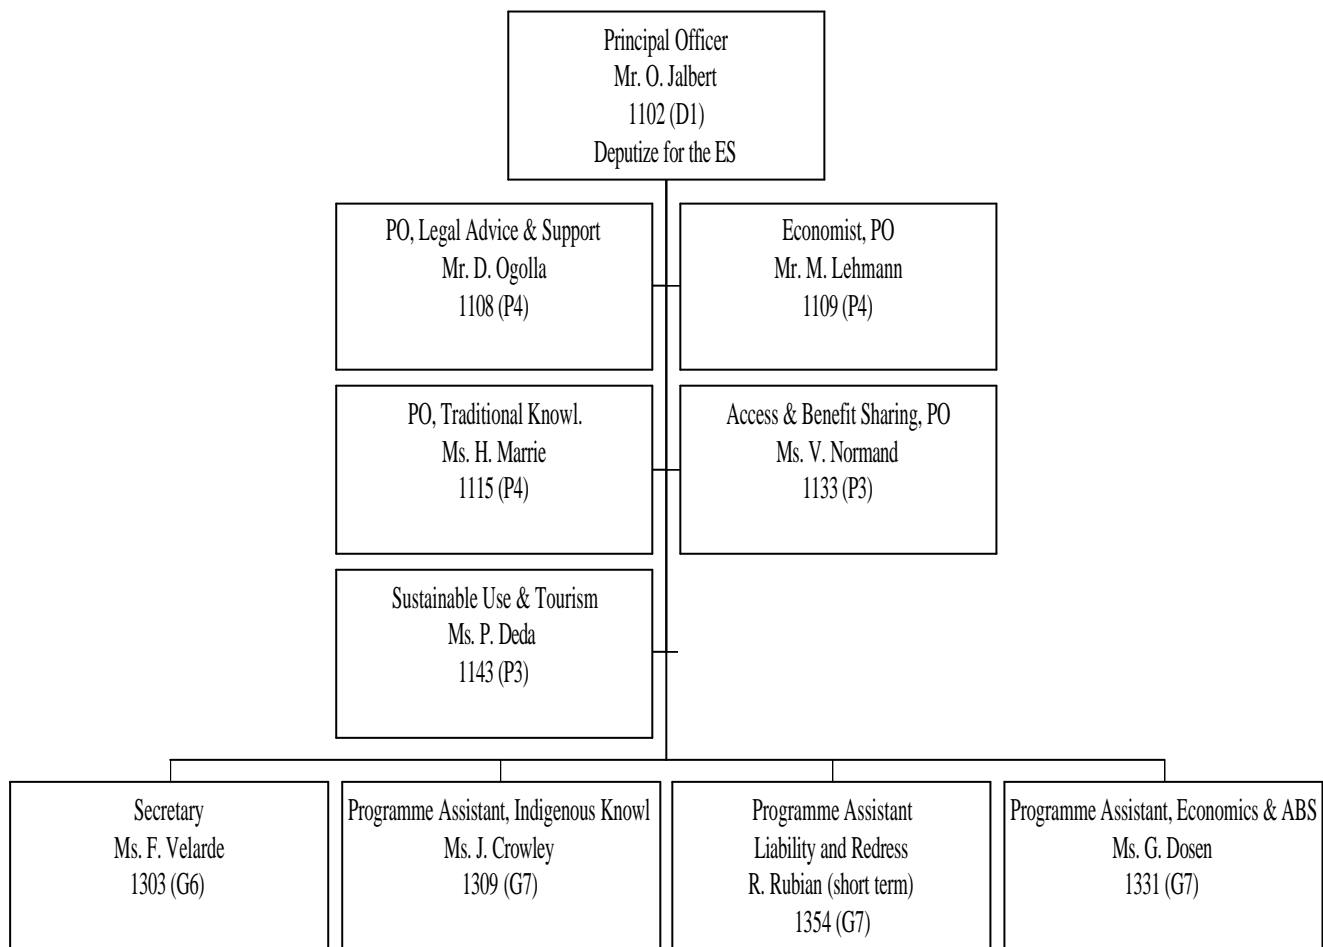 Principal Officer
Mr. O. Jalbert
1102 (D1)
Deputize for the ES
PO, Legal Advice & Support
Mr. D. Ogolla
1108 (P4)
Economist, PO
Mr. M. Lehmann
1109 (P4)
PO, Traditional Knowl.
Ms. H. Marrie
1115 (P4)
Access & Benefit Sharing, PO
Ms. V. Normand
1133 (P3)
Sustainable Use & Tourism
Ms. P. Deda
1143 (P3)
Secretary
Ms. F. Velarde
1303 (G6)
Programme Assistant, Indigenous Knowl
Ms. J. Crowley
1309 (G7)
Programme Assistant
Liability and Redress
R. Rubian (short term)
1354 (G7)
Programme Assistant, Economics & ABS
Ms. G. Dosen
1331 (G7)